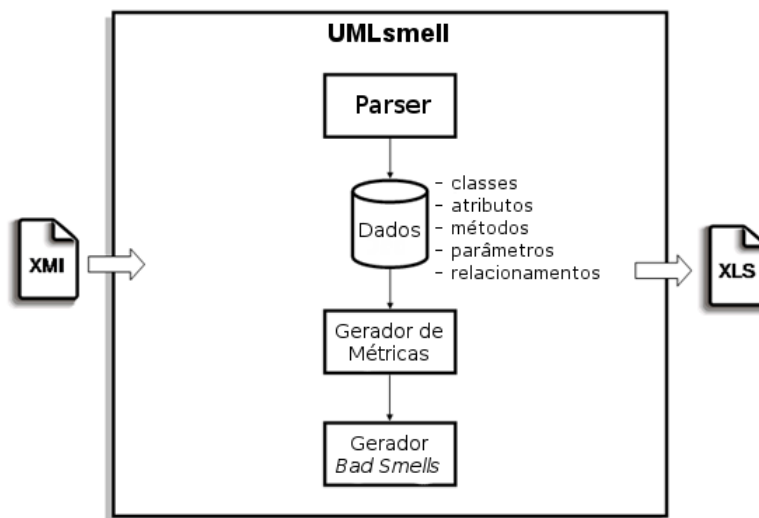 UMLsmell
Parser
Dados
- classes
- atributos
- métodos
- parâmetros
- relacionamentos
XMI
XLS
Gerador de
Métricas
Gerador
Bad Smells